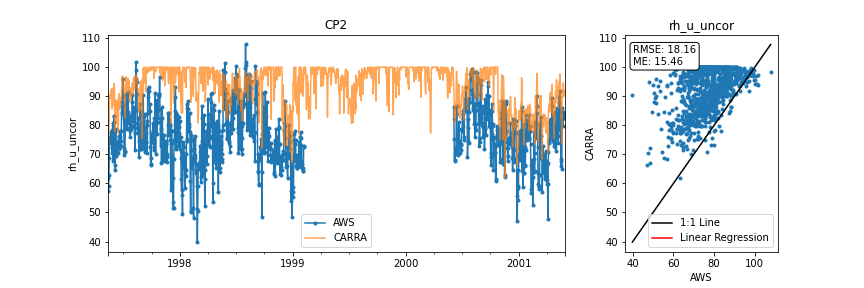 CP2
rh_u_uncor
110
100
90
80
70
60
50
40
rh_u_uncor
1998
1999
2000
2001
AWS
CARRA
rh_u_uncor
RMSE: 18.16
ME: 15.46
110
100
90
80
70
60
50
40
CARRA
40
60
80
100
AWS
1:1 Line
Linear Regression